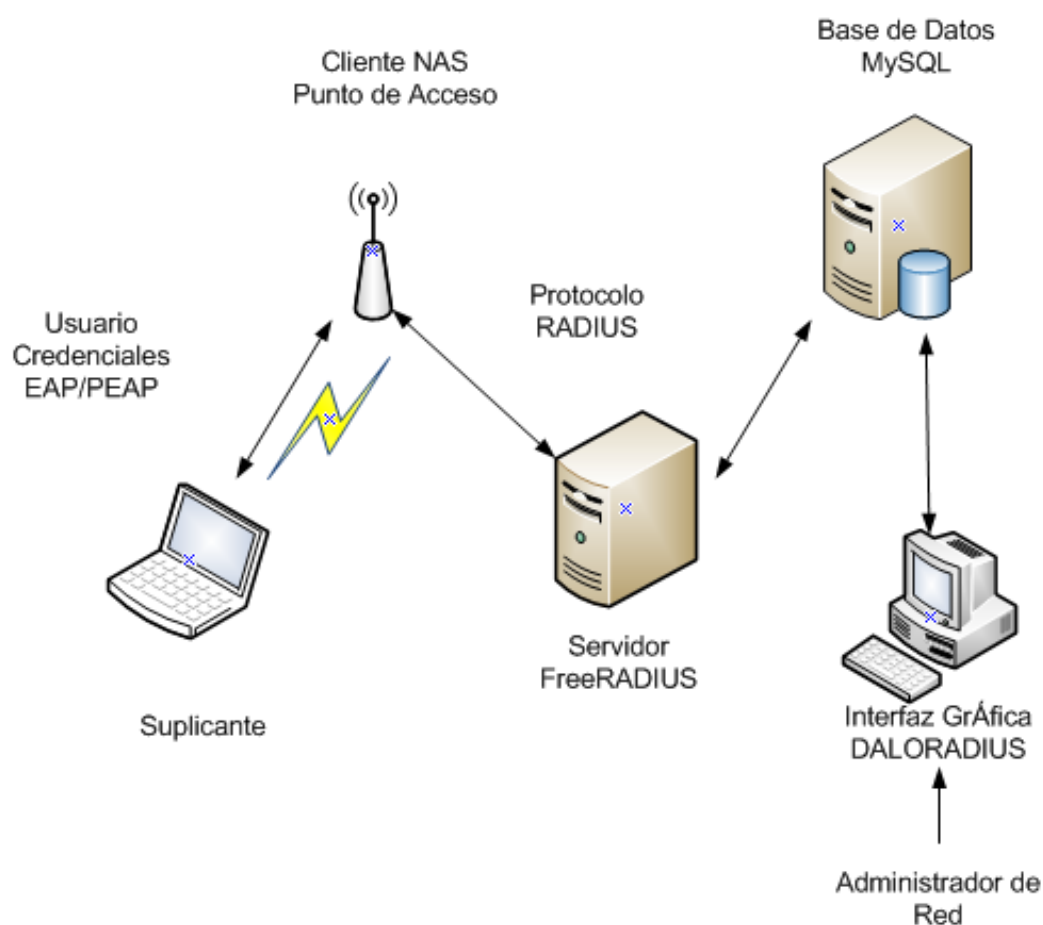 Base de Datos
MySQL
Cliente NAS
Punto de Acceso
Protocolo
RADIUS
Usuario
Credenciales
EAP/PEAP
Servidor
FreeRADIUS
Suplicante
Interfaz GrÁfica
DALORADIUS
Administrador de
Red